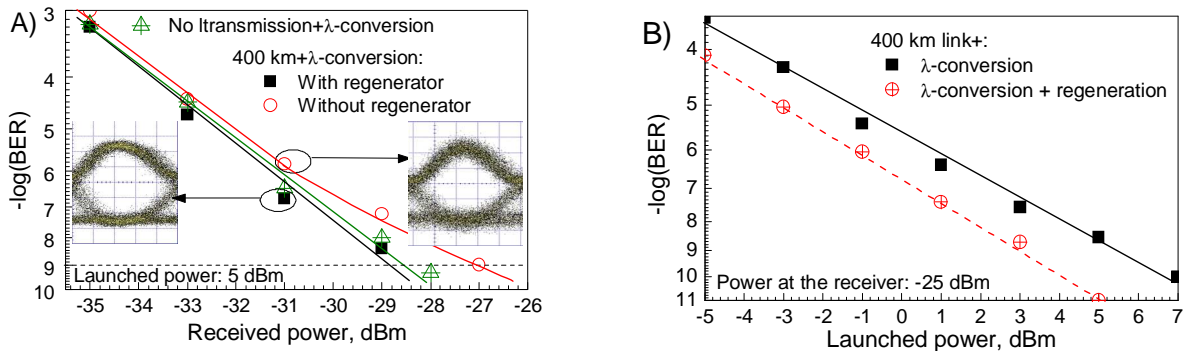 A)
No ltransmission+λ-conversion
400 km+λ-conversion:
With regenerator
Without regenerator
3
4
5
6
7
8
9
10
-log(BER)
Launched power: 5 dBm
-35 -34 -33 -32 -31 -30 -29 -28 -27 -26
Received power, dBm
B)
400 km link+:
λ-conversion
λ-conversion + regeneration
4
5
6
7
8
9
10
11
-log(BER)
Power at the receiver: -25 dBm
-5 -4 -3 -2 -1 0 1 2 3 4 5 6 7
Launched power, dBm